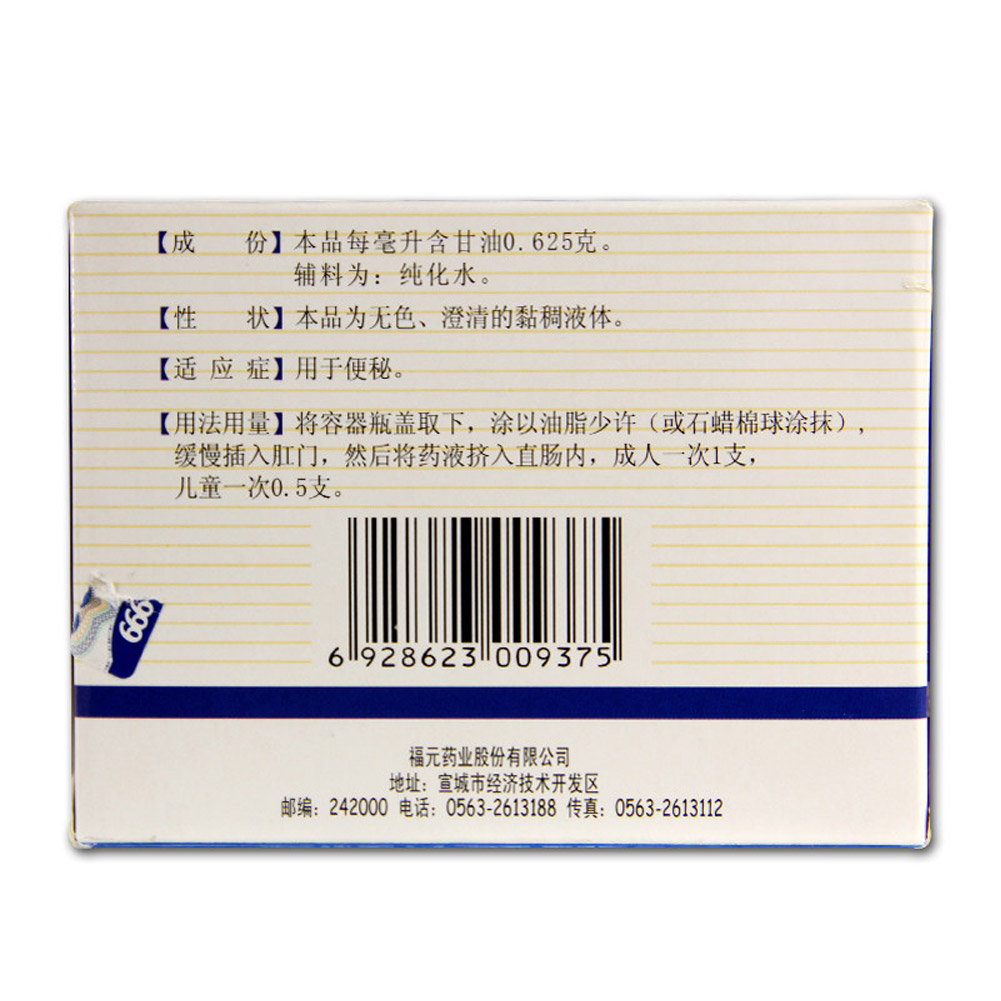 【成 份】本品每毫升含甘油0.625克。
辅料为：纯化水。
【性 状】本品为无色、澄清的黏稠液体。
【适 应 症】用于便秘。
【用法用量】将容器瓶盖取下，涂以油脂少许（或石蜡棉球涂抹），
缓慢插入肛门，然后将药液挤入直肠内，成人一次1支，
儿童一次0.5支。
999
6 928623 009375
福元药业股份有限公司
地址：宣城市经济技术开发区
邮编：242000 电话：0563-2613188 传真：0563-2613112